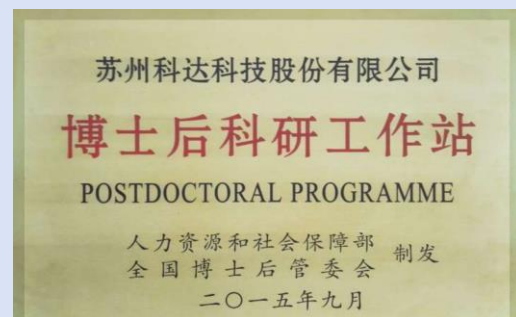 苏州科达科技股份有限公司
博士后科研工作站
POSTDOCTORAL PROGRAMME
人力资源和社会保障部
全国博士后管委会
制发
二〇一五年九月